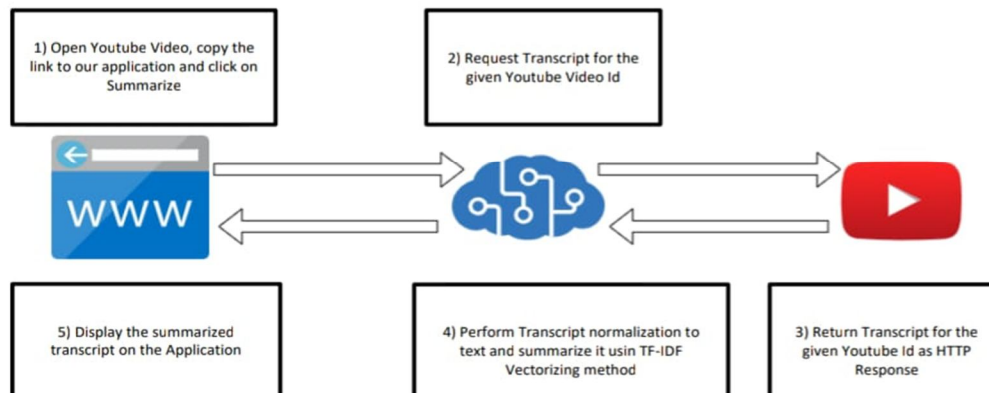 1) Open Youtube Video, copy the
link to our application and click on
Summarize
2) Request Transcript for the
given Youtube Video Id
WWW
5) Display the summarized
transcript on the Application
4) Perform Transcript normalization to
text and summarize it usin TF-IDF
Vectorizing method
3) Return Transcript for the
given Youtube Id as HTTP
Response